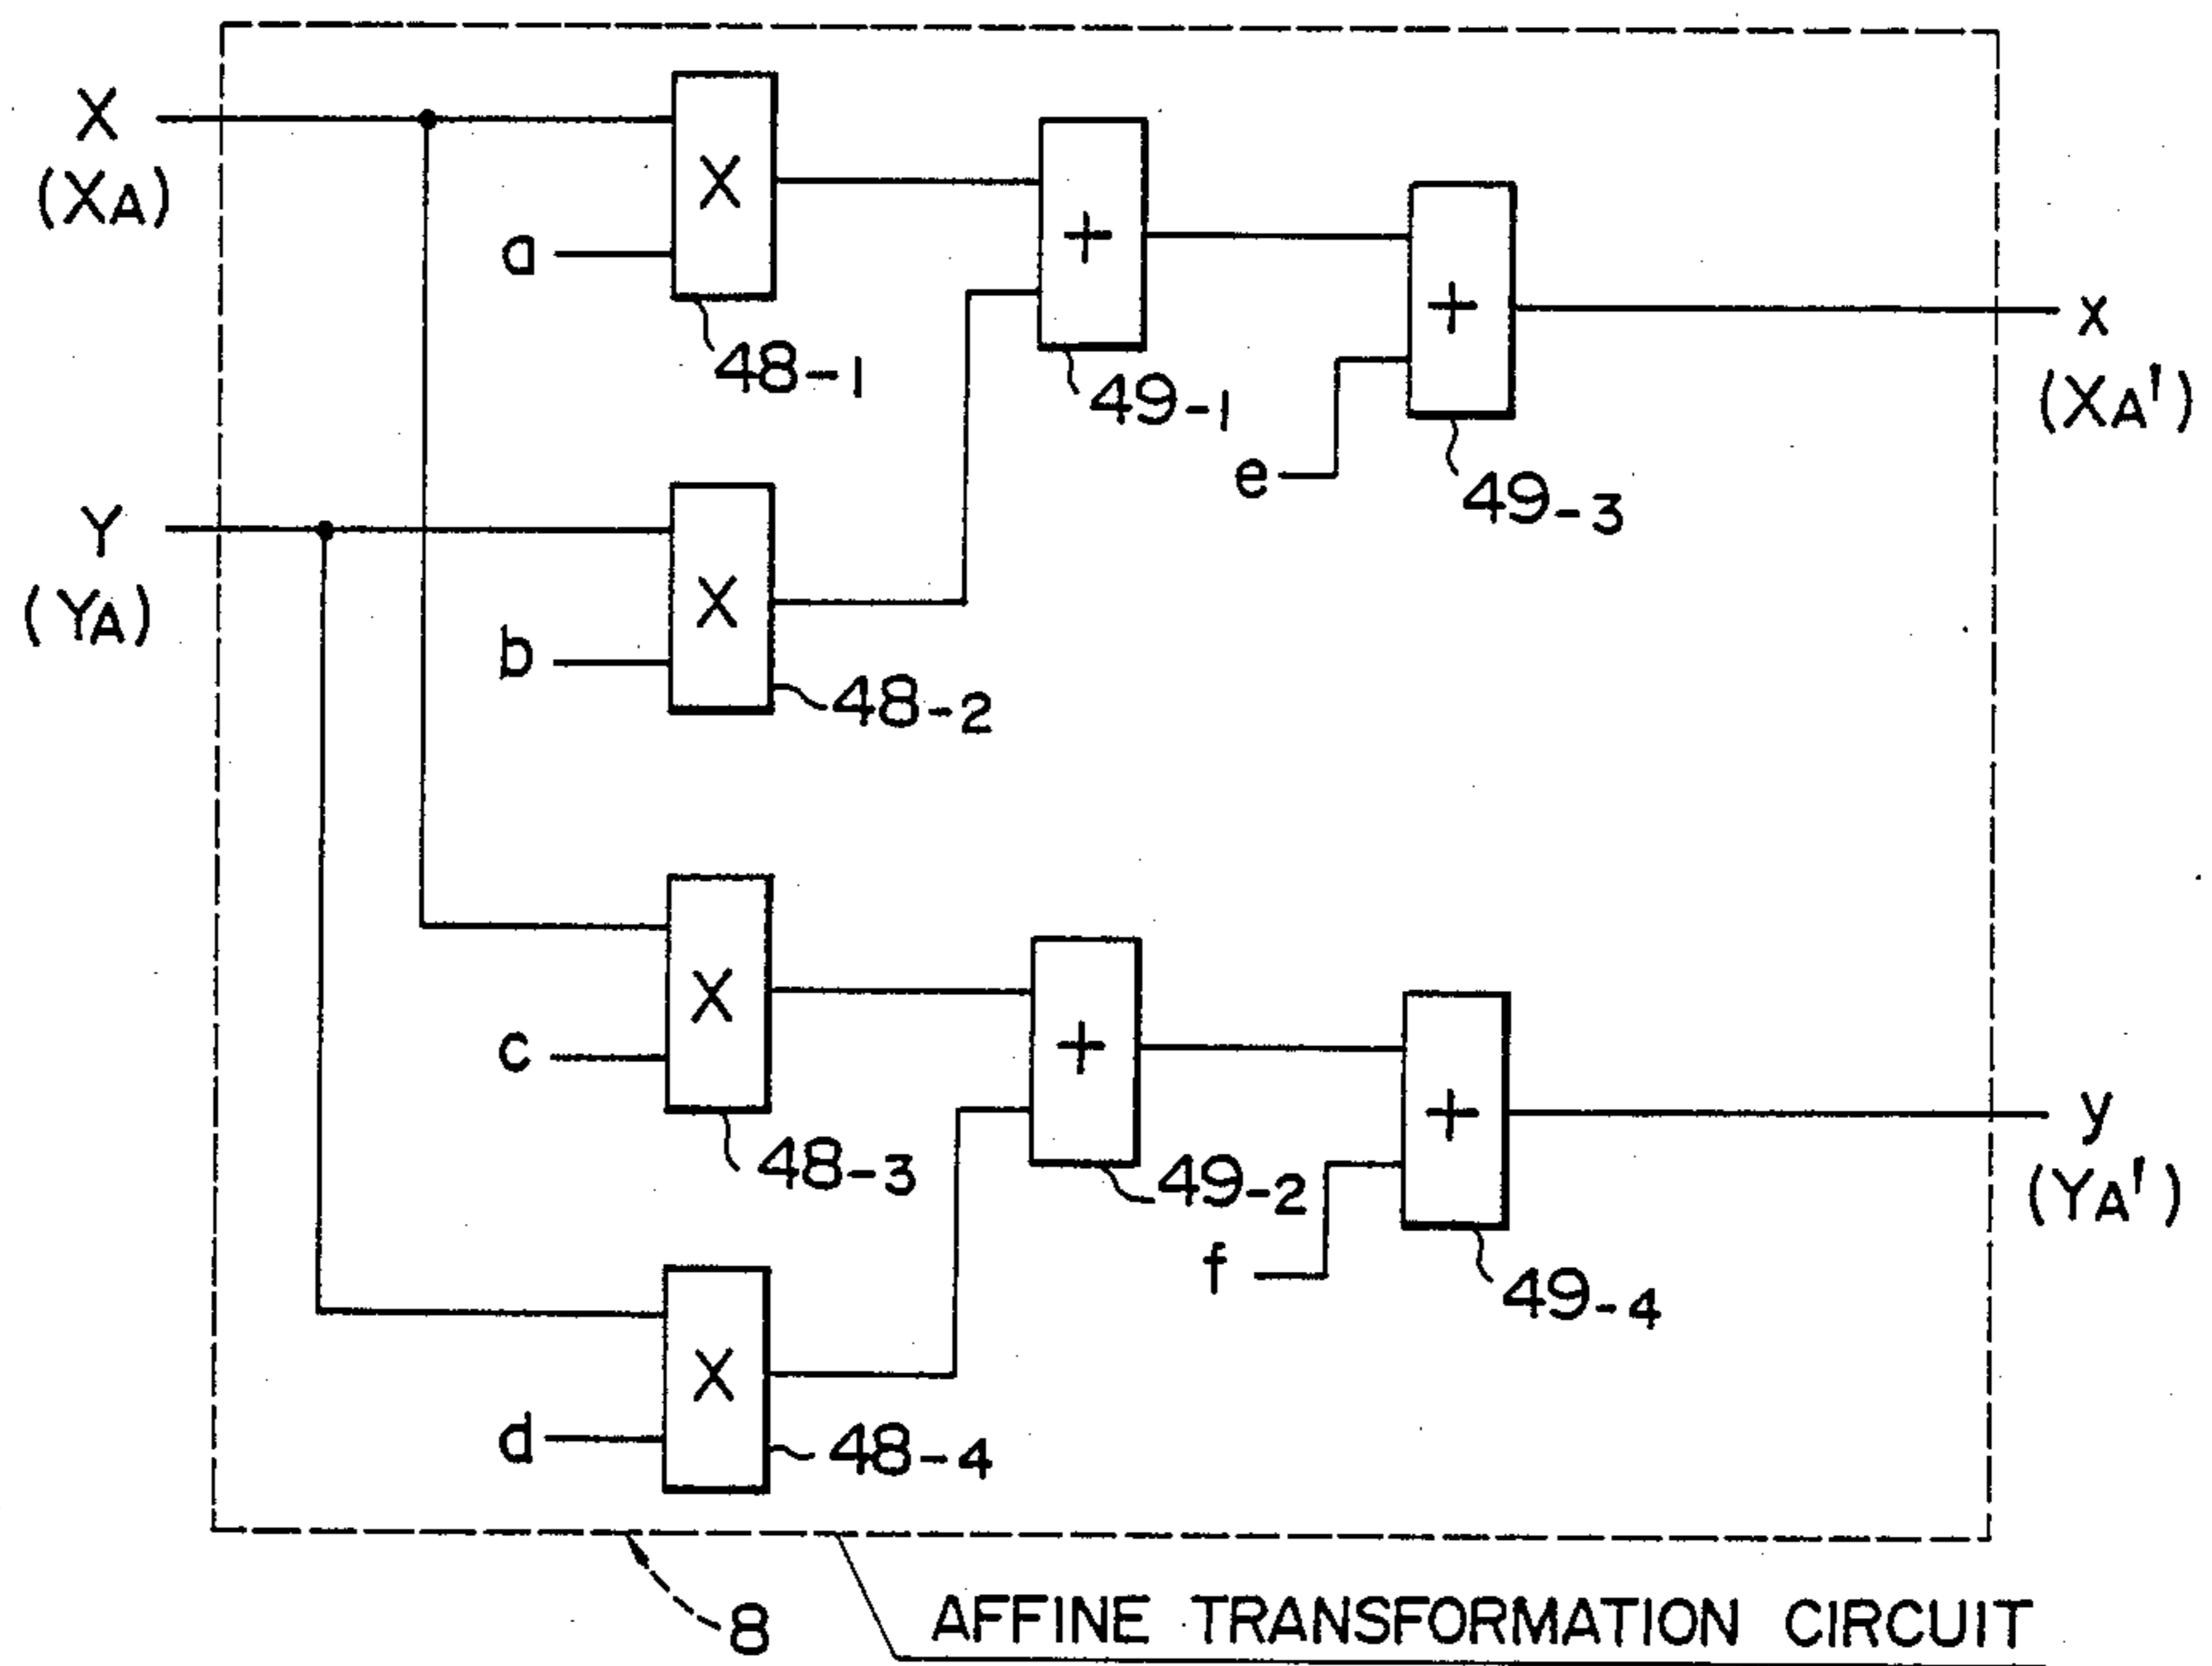 X
(XA)
X
a
48-1
+
49-1
+
e
49-3
x
(XA')
Y
(YA)
X
b
48-2
X
c
48-3
+
49-2
+
f
49-4
y
(YA')
X
d
48-4
8
AFFINE TRANSFORMATION CIRCUIT